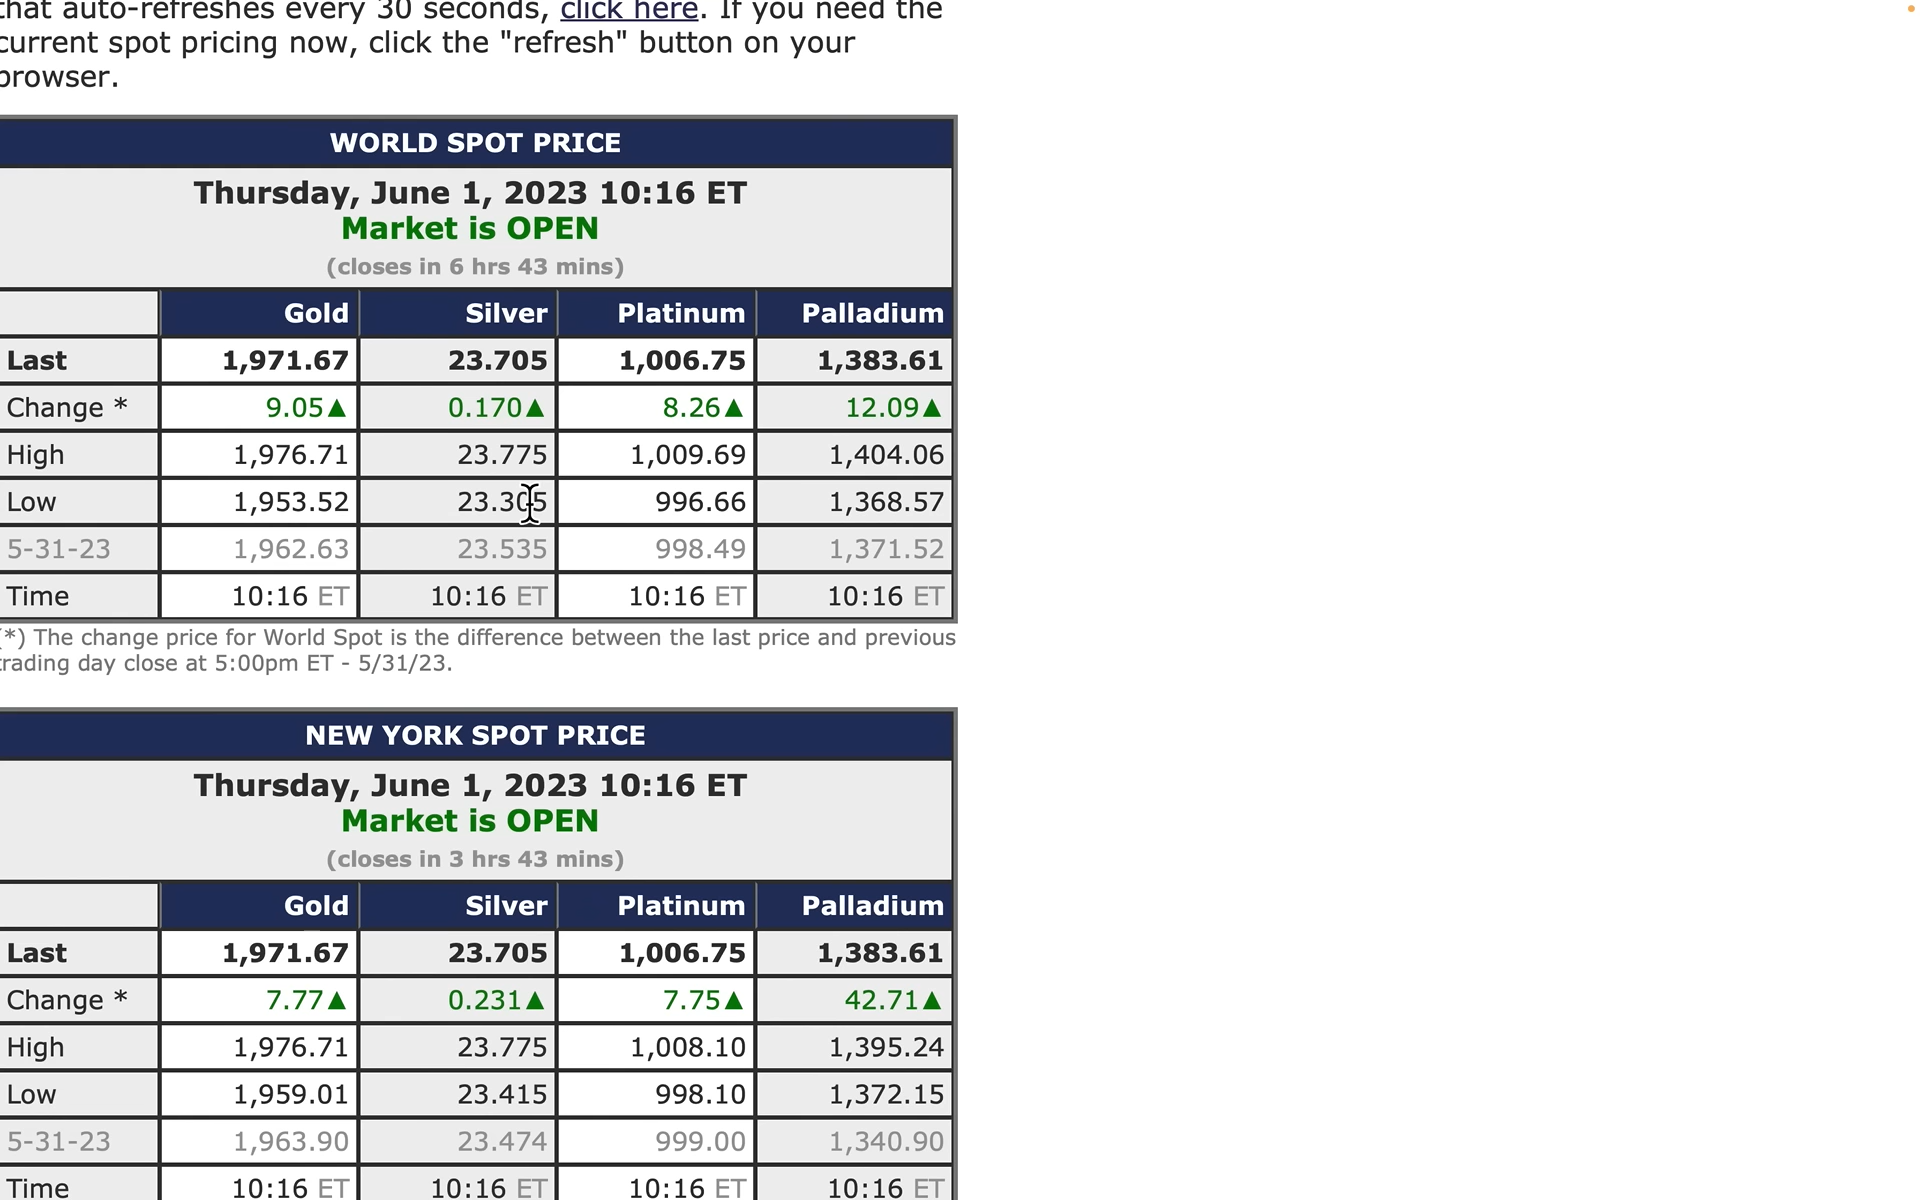 that auto-refreshes every 30 seconds, click here. If you need the
current spot pricing now, click the "refresh" button on your
browser.
WORLD SPOT PRICE
Thursday, June 1, 2023 10:16 ET
Market is OPEN
(closes in 6 hrs 43 mins)
Gold Silver Platinum Palladium
Last 1,971.67 23.705 1,006.75 1,383.61
Change * 9.05▲ 0.170▲ 8.26▲ 12.09▲
High 1,976.71 23.775 1,009.69 1,404.06
Low 1,953.52 23.305 996.66 1,368.57
5-31-23 1,962.63 23.535 998.49 1,371.52
Time 10:16 ET 10:16 ET 10:16 ET 10:16 ET
(*) The change price for World Spot is the difference between the last price and previous
trading day close at 5:00pm ET - 5/31/23.
NEW YORK SPOT PRICE
Thursday, June 1, 2023 10:16 ET
Market is OPEN
(closes in 3 hrs 43 mins)
Gold Silver Platinum Palladium
Last 1,971.67 23.705 1,006.75 1,383.61
Change * 7.77▲ 0.231▲ 7.75▲ 42.71▲
High 1,976.71 23.775 1,008.10 1,395.24
Low 1,959.01 23.415 998.10 1,372.15
5-31-23 1,963.90 23.474 999.00 1,340.90
Time 10:16 ET 10:16 ET 10:16 ET 10:16 ET